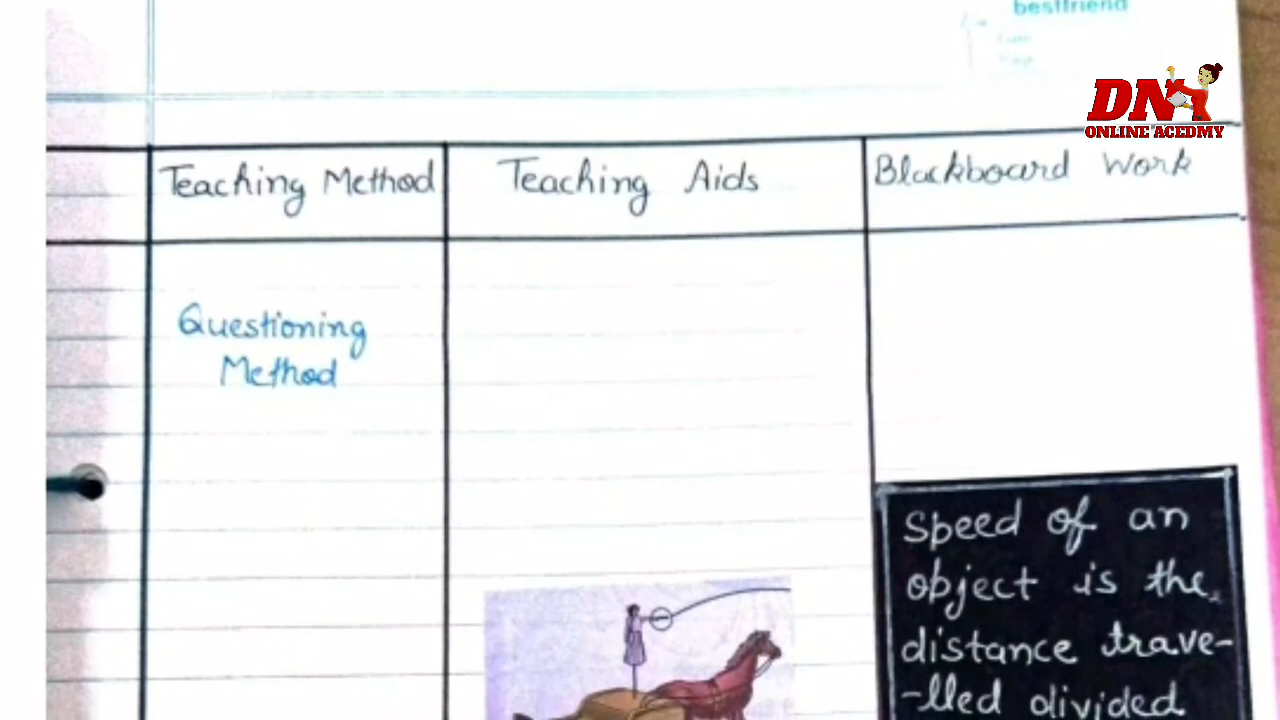 bestfriend
DN
ONLINE ACEDMY
Teaching Method
Teaching Aids
Blackboard Work
Questioning
Method
Speed of an
object is the
distance trave-
-lled divided